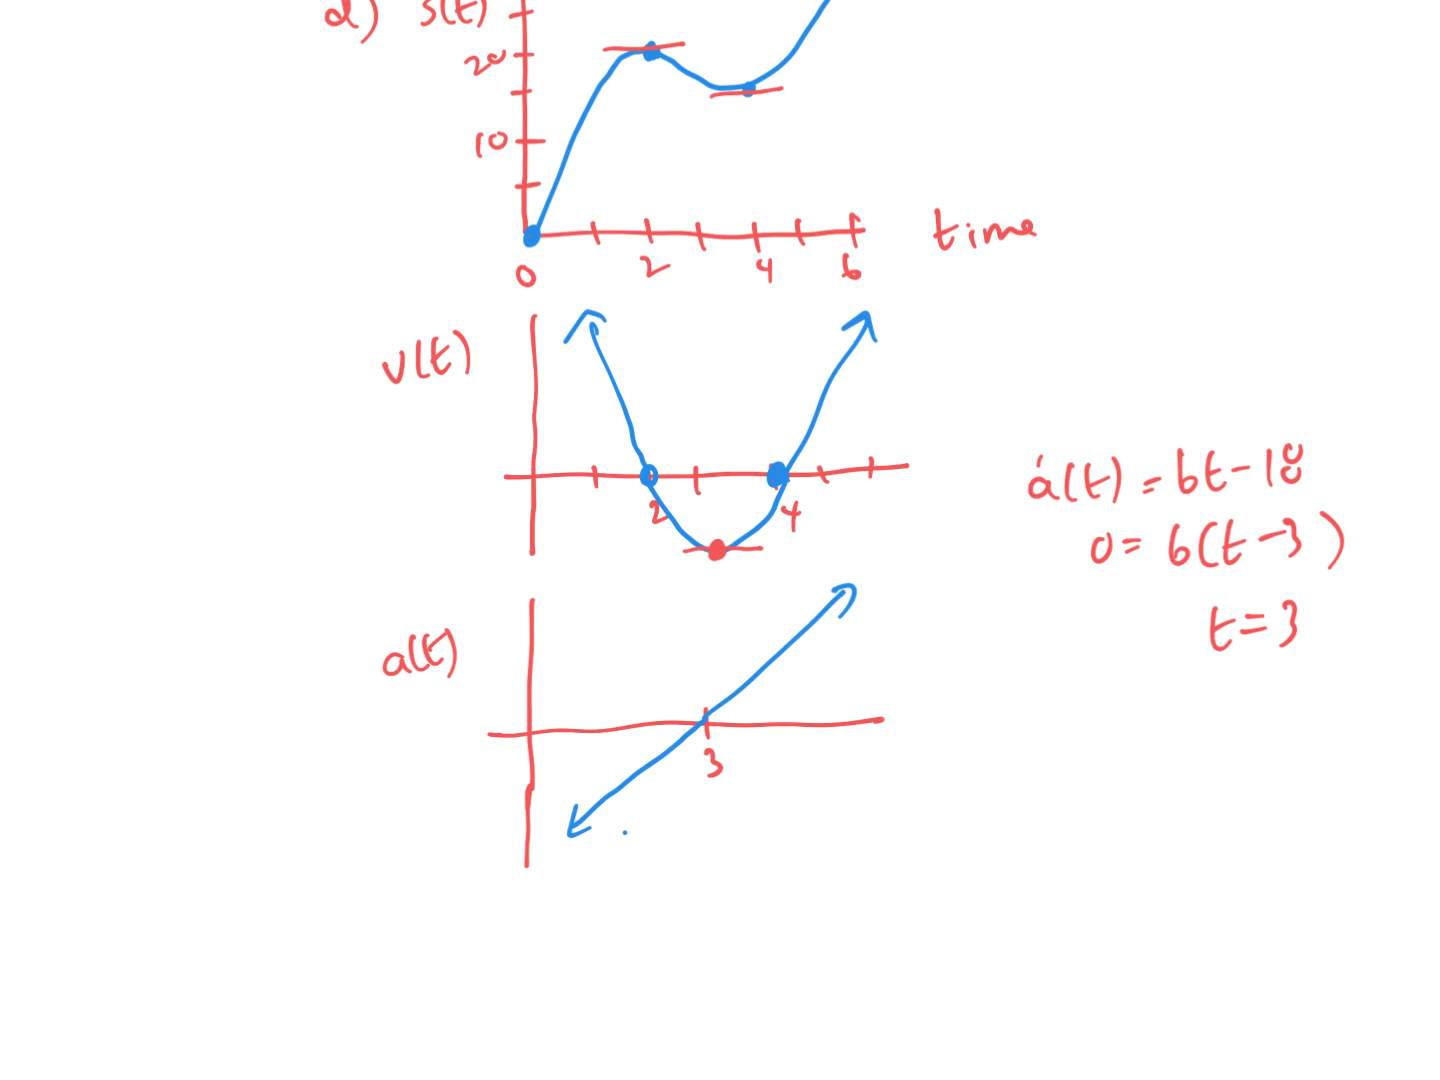 d) s(t)
20
10
time
0 2 4 6
v(t)
2 4
a(t) = 6t - 18
0 = 6(t - 3)
t = 3
a(t)
3